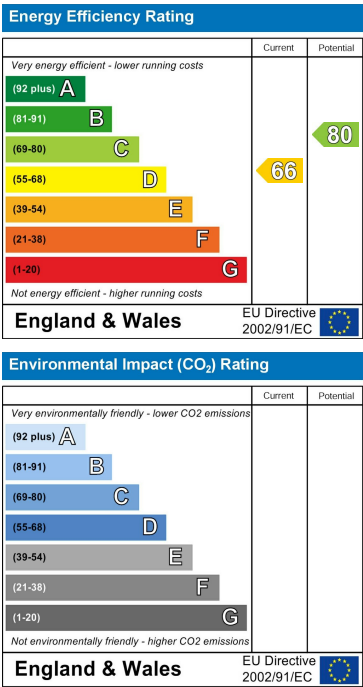 Energy Efficiency Rating
Current Potential
Very energy efficient - lower running costs
(92 plus) A
(81-91) B
(69-80) C
(55-68) D
(39-54) E
(21-38) F
(1-20) G
66
80
Not energy efficient - higher running costs
England & Wales
EU Directive
2002/91/EC
Environmental Impact (CO₂) Rating
Current Potential
Very environmentally friendly - lower CO2 emissions
(92 plus) A
(81-91) B
(69-80) C
(55-68) D
(39-54) E
(21-38) F
(1-20) G
Not environmentally friendly - higher CO2 emissions
England & Wales
EU Directive
2002/91/EC